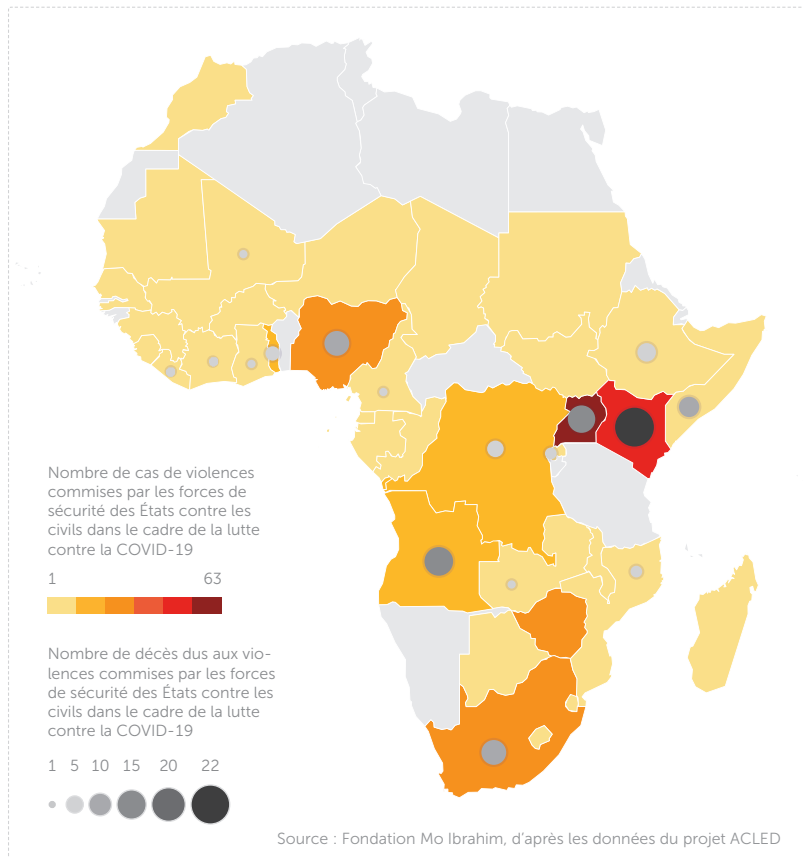 Nombre de cas de violences
commises par les forces de
sécurité des États contre les
civils dans le cadre de la lutte
contre la COVID-19
1 63
Nombre de décès dus aux vio-
lences commises par les forces
de sécurité des États contre les
civils dans le cadre de la lutte
contre la COVID-19
1 5 10 15 20 22
Source : Fondation Mo Ibrahim, d'après les données du projet ACLED